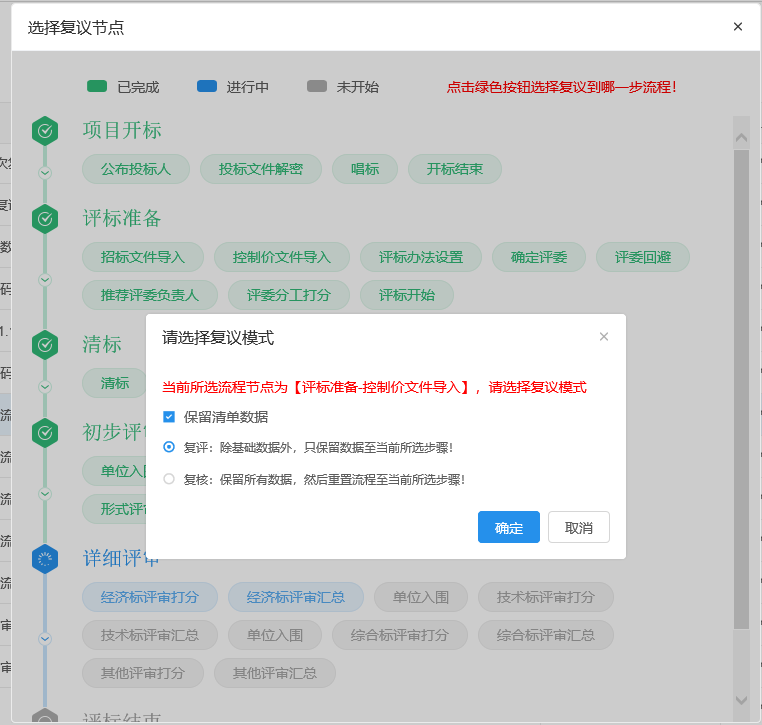 选择复议节点
已完成 进行中 未开始 点击绿色按钮选择复议到哪一步流程!
项目开标
公布投标人 投标文件解密 唱标 开标结束
评标准备
招标文件导入 控制价文件导入 评标办法设置 确定评委 评委回避
推荐评委负责人 评委分工打分 评标开始
清标
清标
初步评
单位入
形式评
请选择复议模式
当前所选流程节点为【评标准备-控制价文件导入】，请选择复议模式
保留清单数据
复评：除基础数据外，只保留数据至当前所选步骤!
复核：保留所有数据，然后重置流程至当前所选步骤!
确定 取消
详细评审
经济标评审打分 经济标评审汇总 单位入围 技术标评审打分
技术标评审汇总 单位入围 综合标评审打分 综合标评审汇总
其他评审打分 其他评审汇总
评标结束